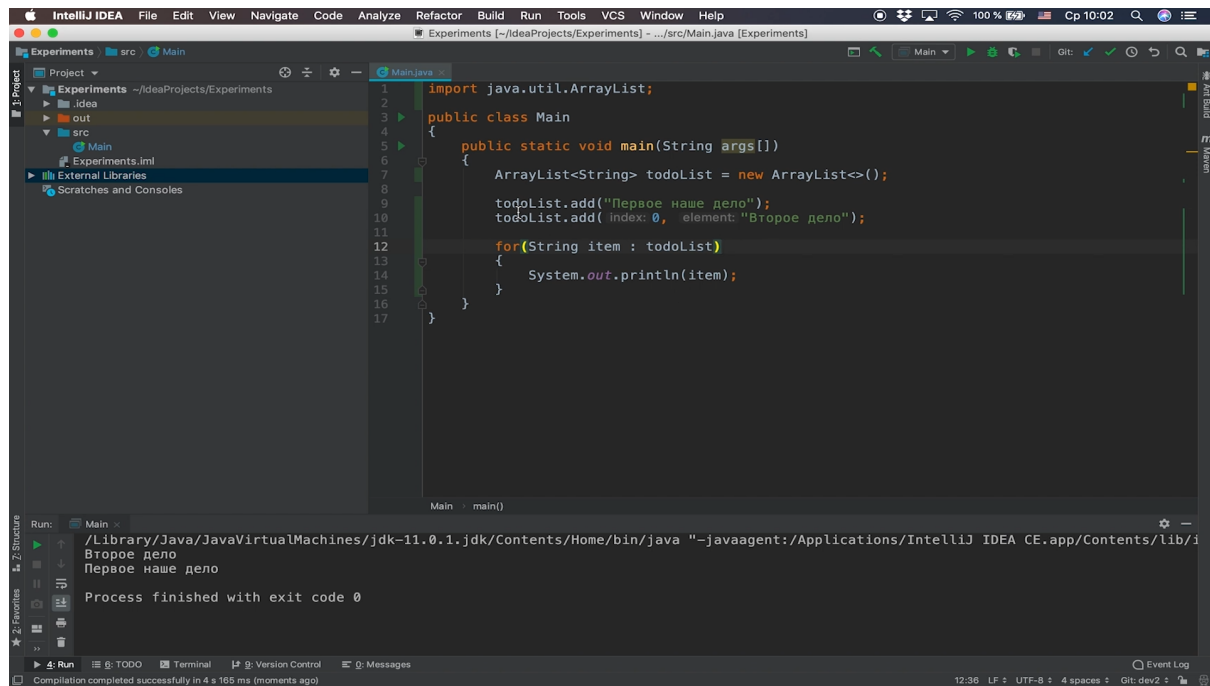 IntelliJ IDEA File Edit View Navigate Code Analyze Refactor Build Run Tools VCS Window Help 100 % Ср 10:02
Experiments [~/IdeaProjects/Experiments] - .../src/Main.java [Experiments]
Experiments src Main Main Git:
Project
Main.java
1: Project
Experiments ~/IdeaProjects/Experiments
.idea
out
src
Main
Experiments.iml
External Libraries
Scratches and Consoles
1 import java.util.ArrayList;
2
3 public class Main
4 {
5 public static void main(String args[])
6 {
7 ArrayList<String> todoList = new ArrayList<>();
8
9 todoList.add("Первое наше дело");
10 todoList.add( index: 0, element: "Второе дело");
11
12 for(String item : todoList)
13 {
14 System.out.println(item);
15 }
16 }
17 }
Ant Build
Maven
Main main()
Run: Main
/Library/Java/JavaVirtualMachines/jdk-11.0.1.jdk/Contents/Home/bin/java "-javaagent:/Applications/IntelliJ IDEA CE.app/Contents/lib/i
Второе дело
Первое наше дело
Process finished with exit code 0
2: Structure
2: Favorites
4: Run 6: TODO Terminal 9: Version Control 0: Messages Event Log
Compilation completed successfully in 4 s 165 ms (moments ago) 12:36 LF UTF-8 4 spaces Git: dev2